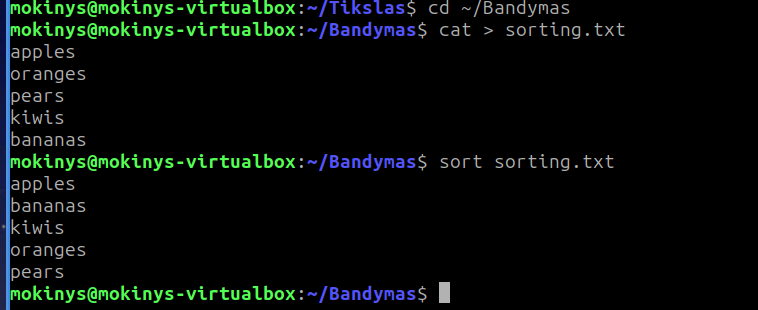 mokinys@mokinys-virtualbox:~/Tikslas$ cd ~/Bandymas
mokinys@mokinys-virtualbox:~/Bandymas$ cat > sorting.txt
apples
oranges
pears
kiwis
bananas
mokinys@mokinys-virtualbox:~/Bandymas$ sort sorting.txt
apples
bananas
kiwis
oranges
pears
mokinys@mokinys-virtualbox:~/Bandymas$